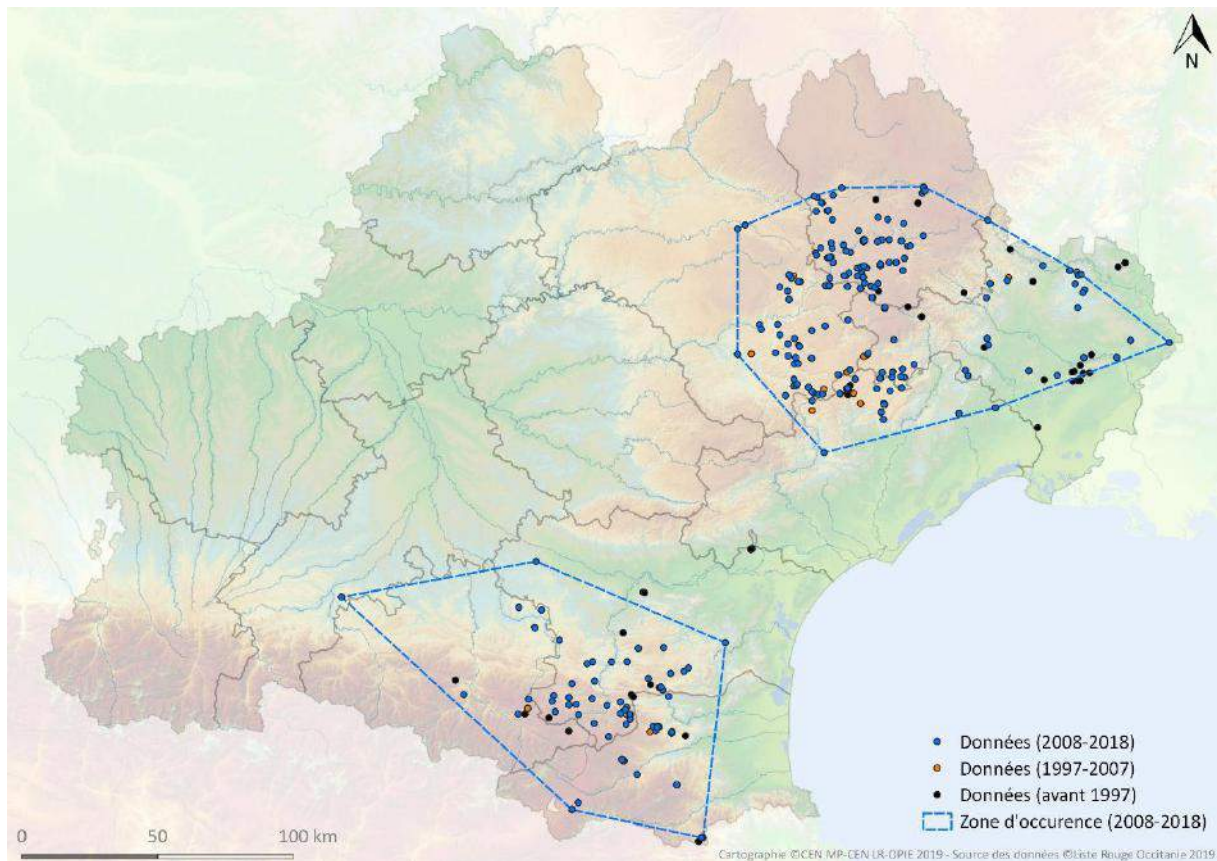 N
Données (2008-2018)
Données (1997-2007)
Données (avant 1997)
Zone d'occurence (2008-2018)
0 50 100 km
Cartographie ©CEN MP-CEN LR-OPIE 2019 - Source des données ©Liste Rouge Occitanie 2019